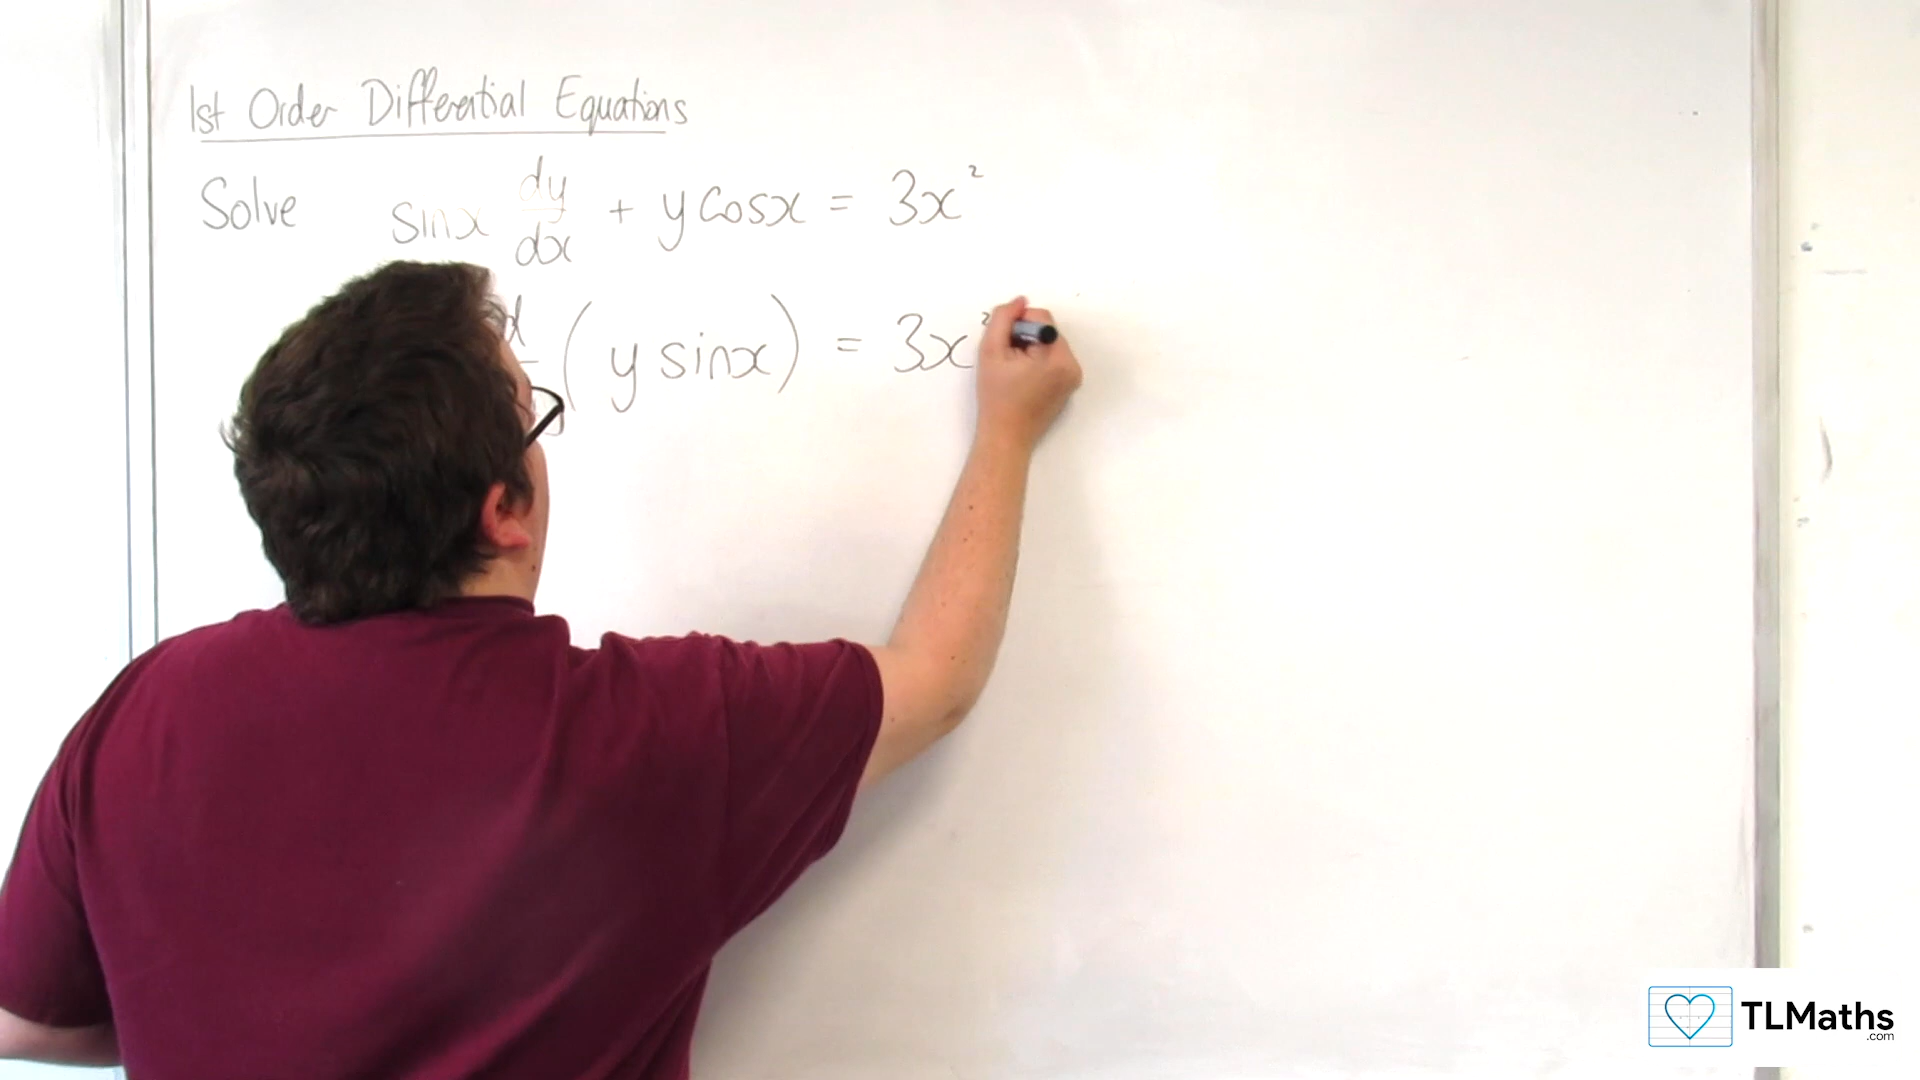 1st Order Differential Equations
Solve sinx dy/dx + y cosx = 3x²
d ( y sinx ) = 3x²
TLMaths
.com